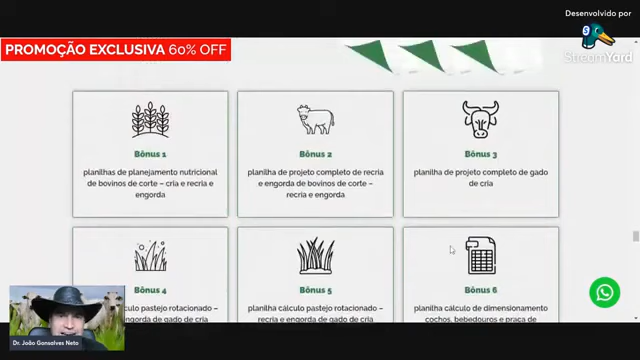 Desenvolvido por
StreamYard
PROMOÇÃO EXCLUSIVA 60% OFF
Bônus 1
planilhas de planejamento nutricional
de bovinos de corte – cria e recria e
engorda
Bônus 2
planilha de projeto completo de recria
e engorda de bovinos de corte –
recria e engorda
Bônus 3
planilha de projeto completo de gado
de cria
Bônus 4
culo pastejo rotacionado –
ngorda de gado de cria
Bônus 5
planilha cálculo pastejo rotacionado –
recria e engorda de gado de cria
Bônus 6
planilha cálculo de dimensionamento
cochos, bebedouros e praça de
Dr. João Gonsalves Neto